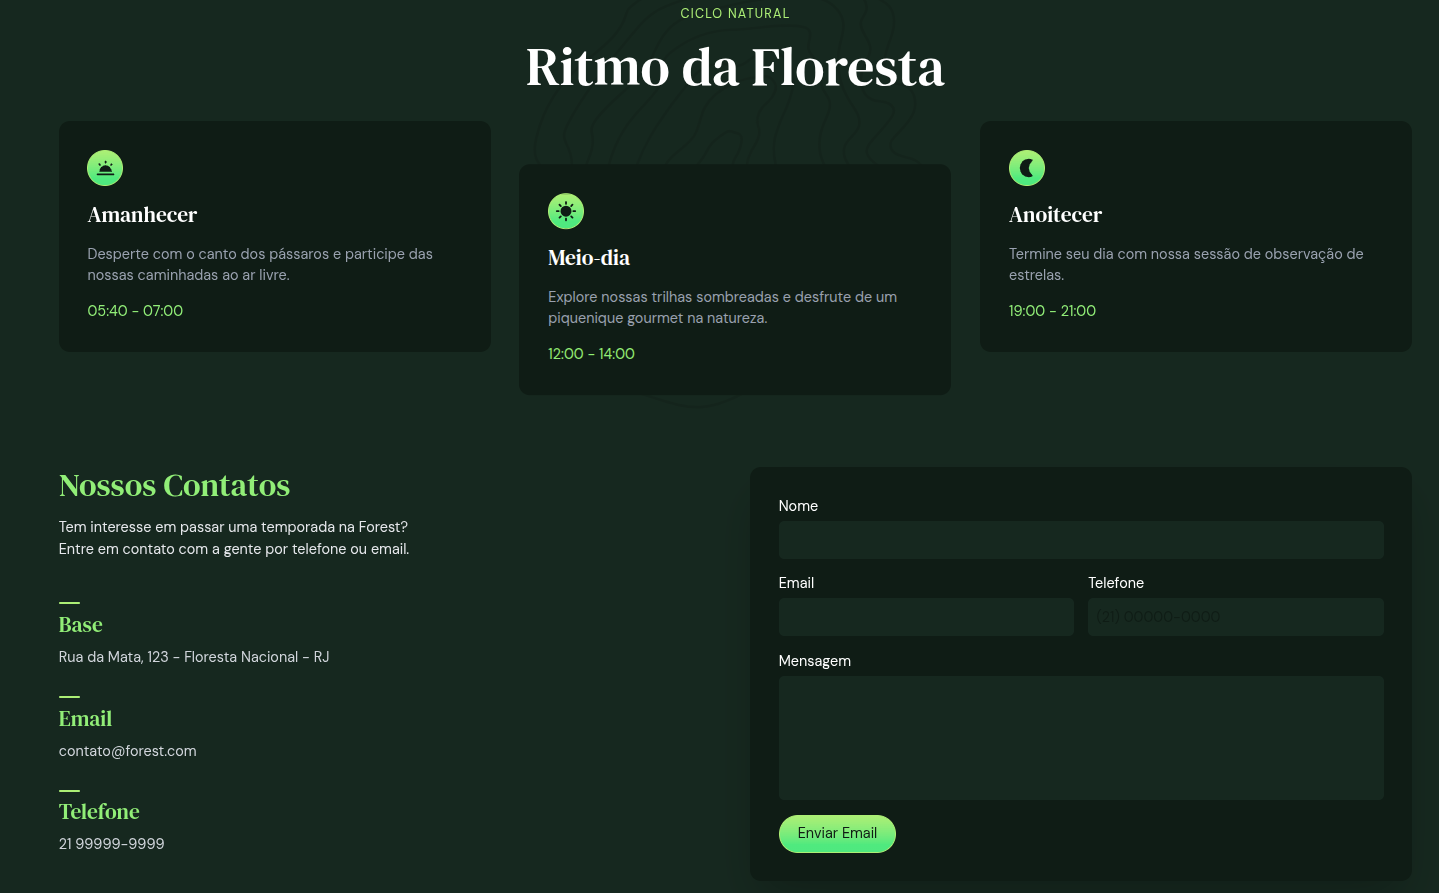 CICLO NATURAL
Ritmo da Floresta
Amanhecer
Desperte com o canto dos pássaros e participe das
nossas caminhadas ao ar livre.
05:40 - 07:00
Meio-dia
Explore nossas trilhas sombreadas e desfrute de um
piquenique gourmet na natureza.
12:00 - 14:00
Anoitecer
Termine seu dia com nossa sessão de observação de
estrelas.
19:00 - 21:00
Nossos Contatos
Tem interesse em passar uma temporada na Forest?
Entre em contato com a gente por telefone ou email.
Base
Rua da Mata, 123 - Floresta Nacional - RJ
Email
contato@forest.com
Telefone
21 99999-9999
Nome
Email
Telefone
(21) 00000-0000
Mensagem
Enviar Email